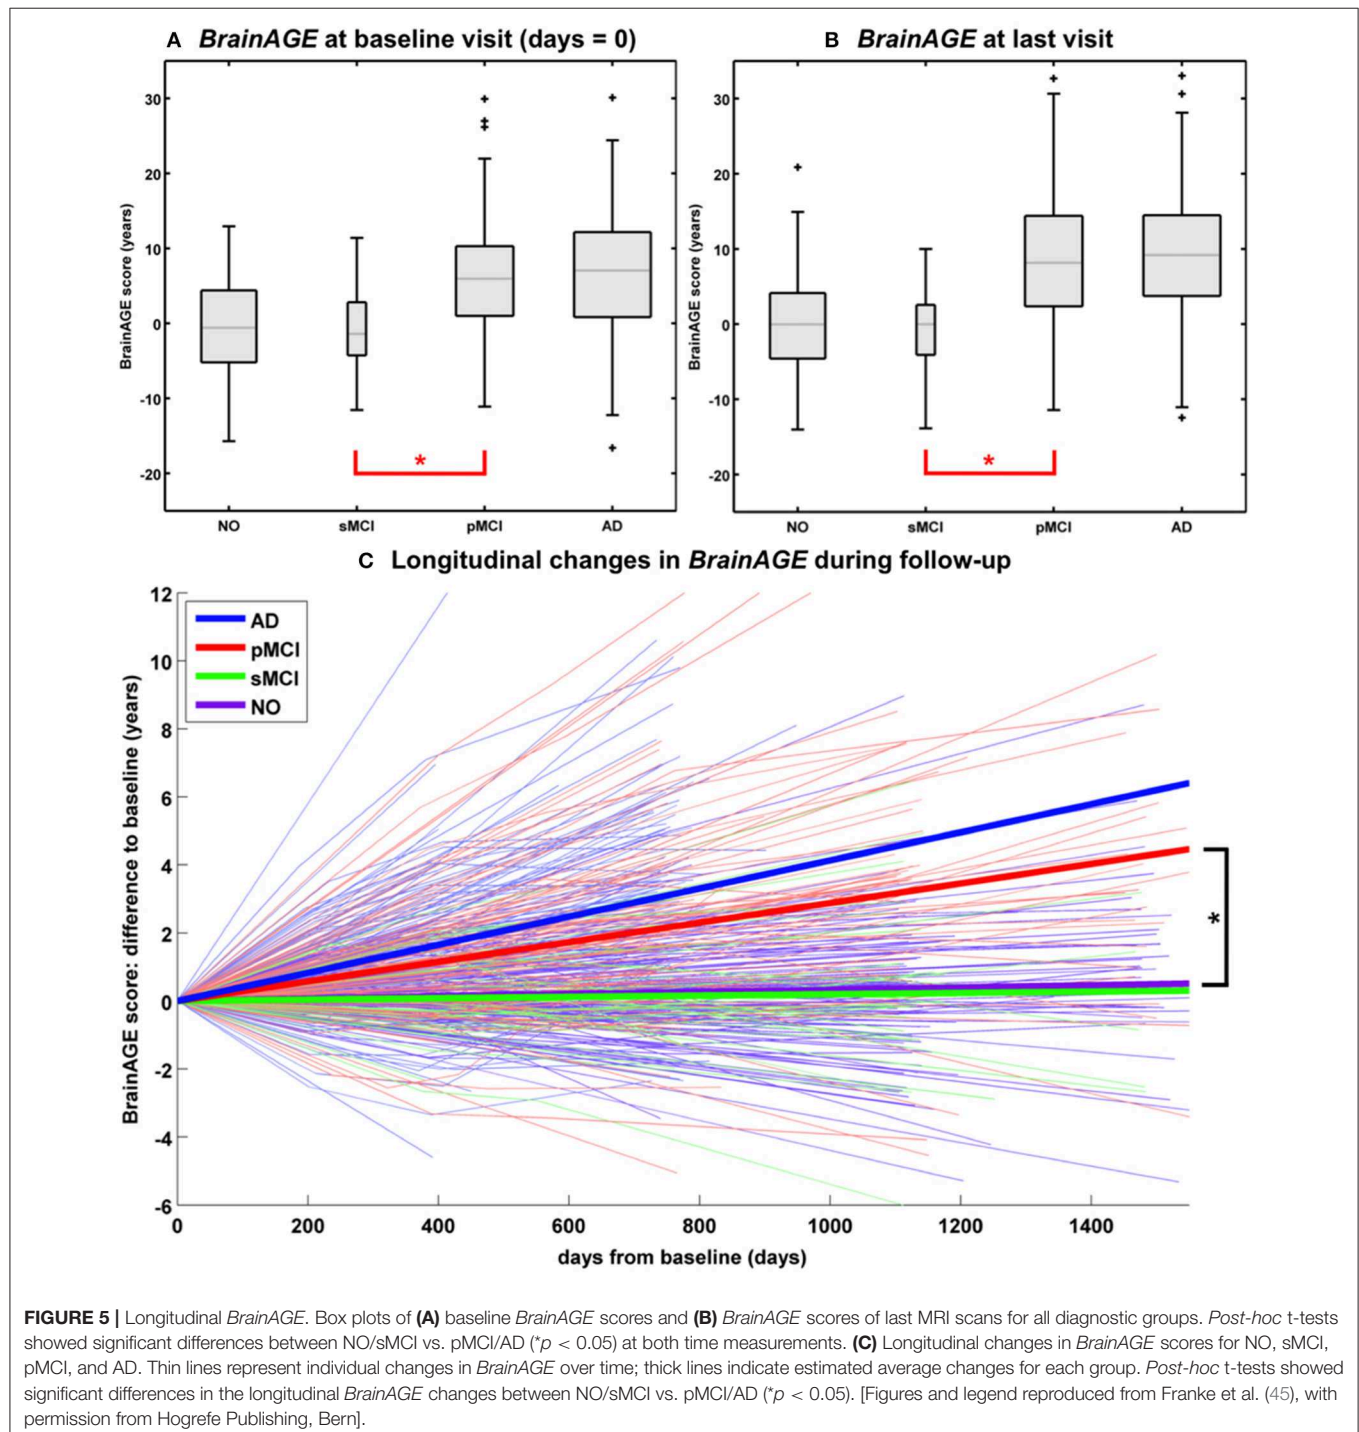 A BrainAGE at baseline visit (days = 0)
B BrainAGE at last visit
BrainAGE score (years)
30
20
10
0
-10
-20
*
NO sMCI pMCI AD
BrainAGE score (years)
30
20
10
0
-10
-20
*
NO sMCI pMCI AD
C Longitudinal changes in BrainAGE during follow-up
BrainAGE score: difference to baseline (years)
12
10
8
6
4
2
0
-2
-4
-6
AD
pMCI
sMCI
NO
*
0 200 400 600 800 1000 1200 1400
days from baseline (days)
FIGURE 5 | Longitudinal BrainAGE. Box plots of (A) baseline BrainAGE scores and (B) BrainAGE scores of last MRI scans for all diagnostic groups. Post-hoc t-tests
showed significant differences between NO/sMCI vs. pMCI/AD (*p < 0.05) at both time measurements. (C) Longitudinal changes in BrainAGE scores for NO, sMCI,
pMCI, and AD. Thin lines represent individual changes in BrainAGE over time; thick lines indicate estimated average changes for each group. Post-hoc t-tests showed
significant differences in the longitudinal BrainAGE changes between NO/sMCI vs. pMCI/AD (*p < 0.05). [Figures and legend reproduced from Franke et al. (45), with
permission from Hogrefe Publishing, Bern].